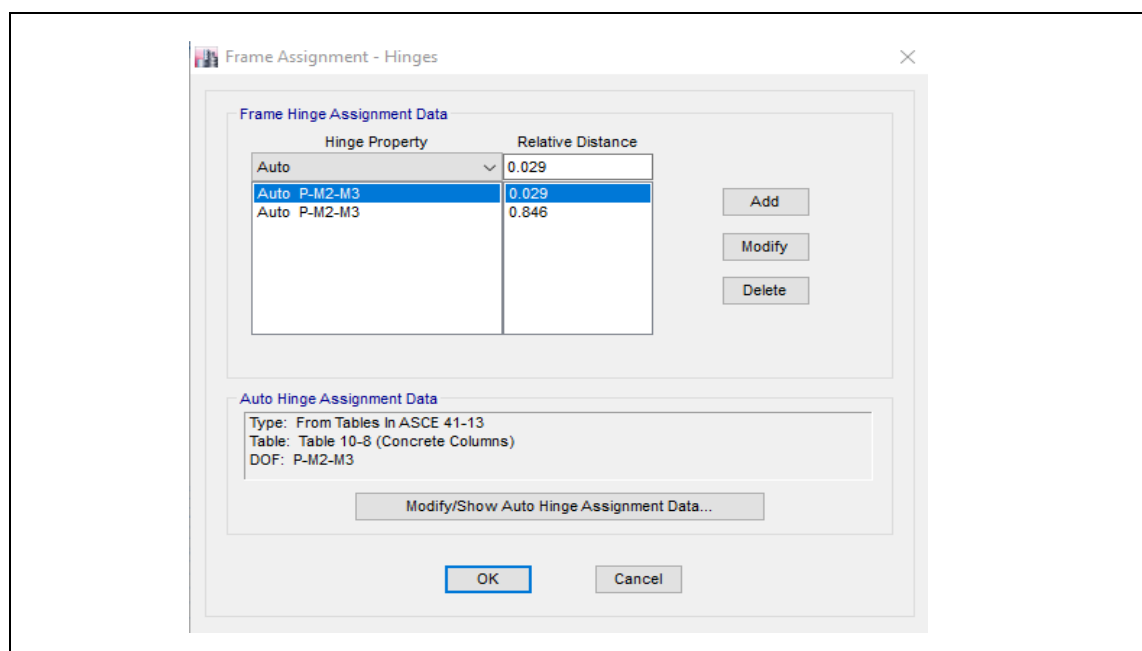 Frame Assignment - Hinges
Frame Hinge Assignment Data
Hinge Property Relative Distance
Auto 0.029
Auto P-M2-M3 0.029
Auto P-M2-M3 0.846
Add
Modify
Delete
Auto Hinge Assignment Data
Type: From Tables In ASCE 41-13
Table: Table 10-8 (Concrete Columns)
DOF: P-M2-M3
Modify/Show Auto Hinge Assignment Data...
OK Cancel